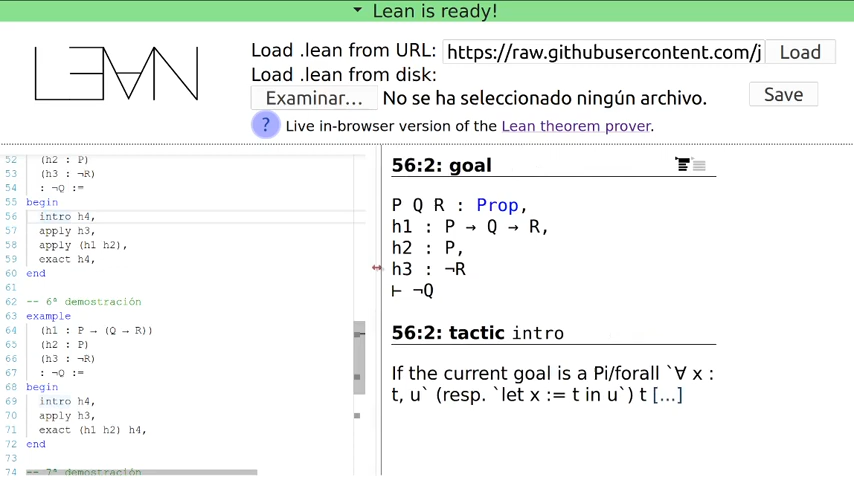 Lean is ready!
LEAN
Load .lean from URL: https://raw.githubusercontent.com/j Load
Load .lean from disk:
Examinar... No se ha seleccionado ningún archivo. Save
? Live in-browser version of the Lean theorem prover.
52 (h2 : P)
53 (h3 : ¬R)
54 : ¬Q :=
55 begin
56 intro h4,
57 apply h3,
58 apply (h1 h2),
59 exact h4,
60 end
61
62 -- 6ª demostración
63 example
64 (h1 : P → (Q → R))
65 (h2 : P)
66 (h3 : ¬R)
67 : ¬Q :=
68 begin
69 intro h4,
70 apply h3,
71 exact (h1 h2) h4,
72 end
73
74 -- 7ª demostración
56:2: goal
P Q R : Prop,
h1 : P → Q → R,
h2 : P,
h3 : ¬R
⊢ ¬Q
56:2: tactic intro
If the current goal is a Pi/forall `∀ x :
t, u` (resp. `let x := t in u`) t [...]